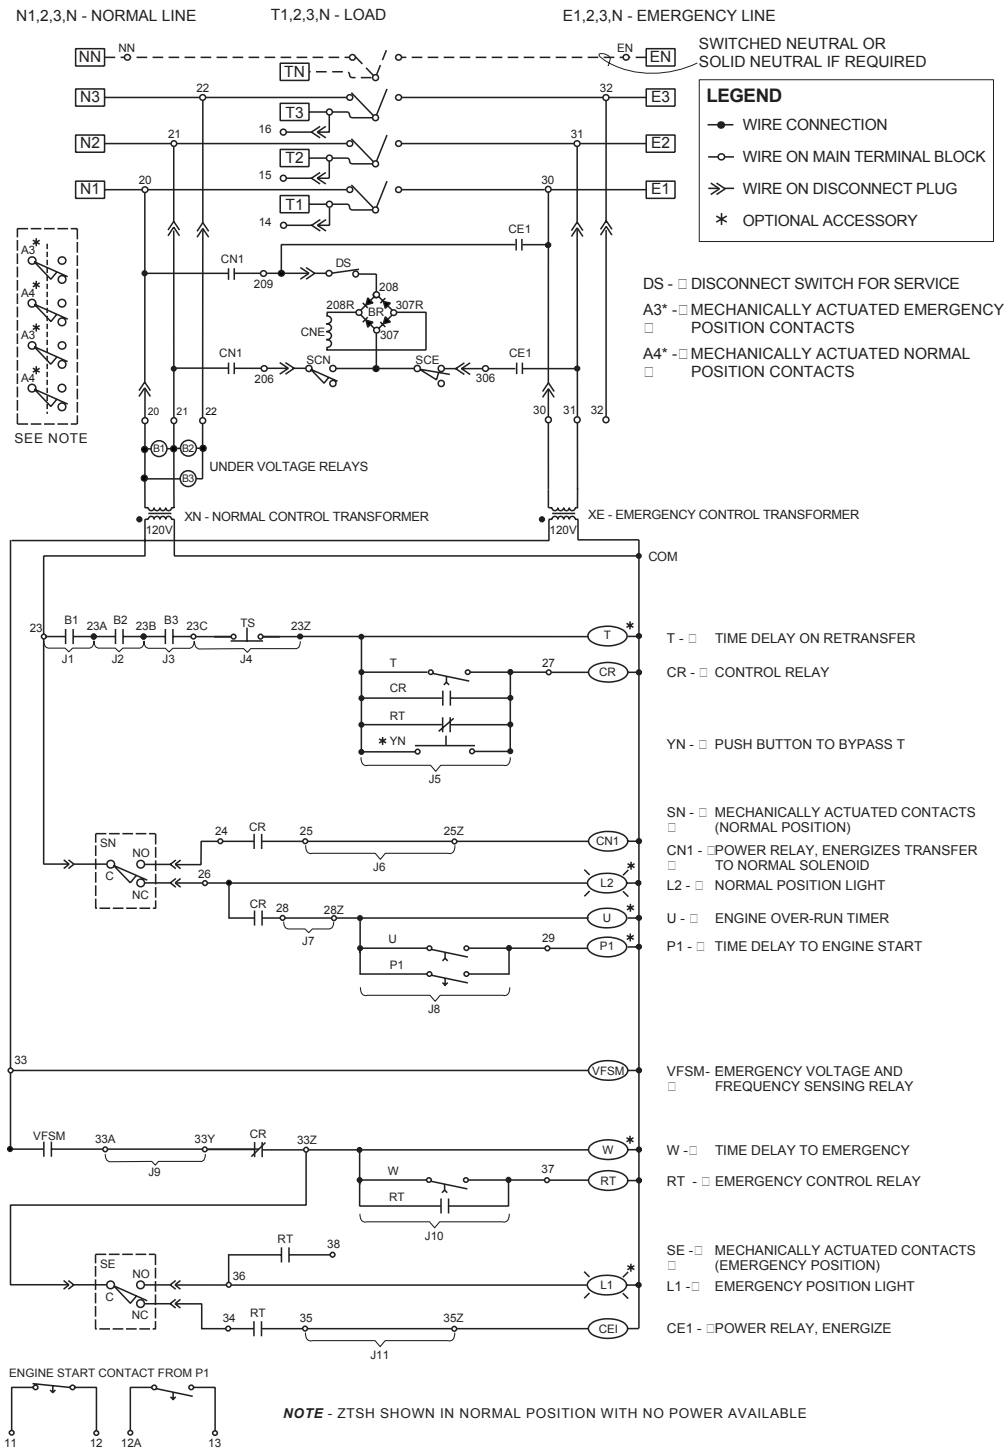 N1,2,3,N - NORMAL LINE
T1,2,3,N - LOAD
E1,2,3,N - EMERGENCY LINE
NN
NN
TN
EN
EN
SWITCHED NEUTRAL OR
SOLID NEUTRAL IF REQUIRED
N3
22
T3
16
32
E3
N2
21
T2
15
31
E2
N1
20
T1
14
30
E1
LEGEND
WIRE CONNECTION
WIRE ON MAIN TERMINAL BLOCK
WIRE ON DISCONNECT PLUG
* OPTIONAL ACCESSORY
A3*
A4*
A3*
A4*
SEE NOTE
CE1
CN1
209
DS
208
208R
BR
307R
CNE
307
CN1
206
SCN
SCE
306
CE1
DS - □ DISCONNECT SWITCH FOR SERVICE
A3* - □ MECHANICALLY ACTUATED EMERGENCY
□ POSITION CONTACTS
A4* - □ MECHANICALLY ACTUATED NORMAL
□ POSITION CONTACTS
20
21
22
30
31
32
B1
B2
B3
UNDER VOLTAGE RELAYS
XN - NORMAL CONTROL TRANSFORMER
120V
XE - EMERGENCY CONTROL TRANSFORMER
120V
COM
23
B1
23A
B2
23B
B3
23C
TS
23Z
J1
J2
J3
J4
T
*
T - □ TIME DELAY ON RETRANSFER
T
27
CR
CR - □ CONTROL RELAY
CR
RT
* YN
J5
YN - □ PUSH BUTTON TO BYPASS T
SN
NO
C
NC
24
CR
25
25Z
J6
CN1
SN - □ MECHANICALLY ACTUATED CONTACTS
□ (NORMAL POSITION)
CN1 - □ POWER RELAY, ENERGIZES TRANSFER
□ TO NORMAL SOLENOID
26
L2
*
L2 - □ NORMAL POSITION LIGHT
CR
28
28Z
J7
U
*
U - □ ENGINE OVER-RUN TIMER
U
29
P1
*
P1 - □ TIME DELAY TO ENGINE START
P1
J8
33
VFSM
VFSM- EMERGENCY VOLTAGE AND
□ FREQUENCY SENSING RELAY
VFSM
33A
33Y
J9
CR
33Z
W
*
W - □ TIME DELAY TO EMERGENCY
W
37
RT
RT - □ EMERGENCY CONTROL RELAY
RT
J10
SE
NO
C
NC
RT
38
36
SE - □ MECHANICALLY ACTUATED CONTACTS
□ (EMERGENCY POSITION)
L1
*
L1 - □ EMERGENCY POSITION LIGHT
34
RT
35
35Z
J11
CEI
CE1 - □ POWER RELAY, ENERGIZE
ENGINE START CONTACT FROM P1
11
12
12A
13
NOTE - ZTSH SHOWN IN NORMAL POSITION WITH NO POWER AVAILABLE